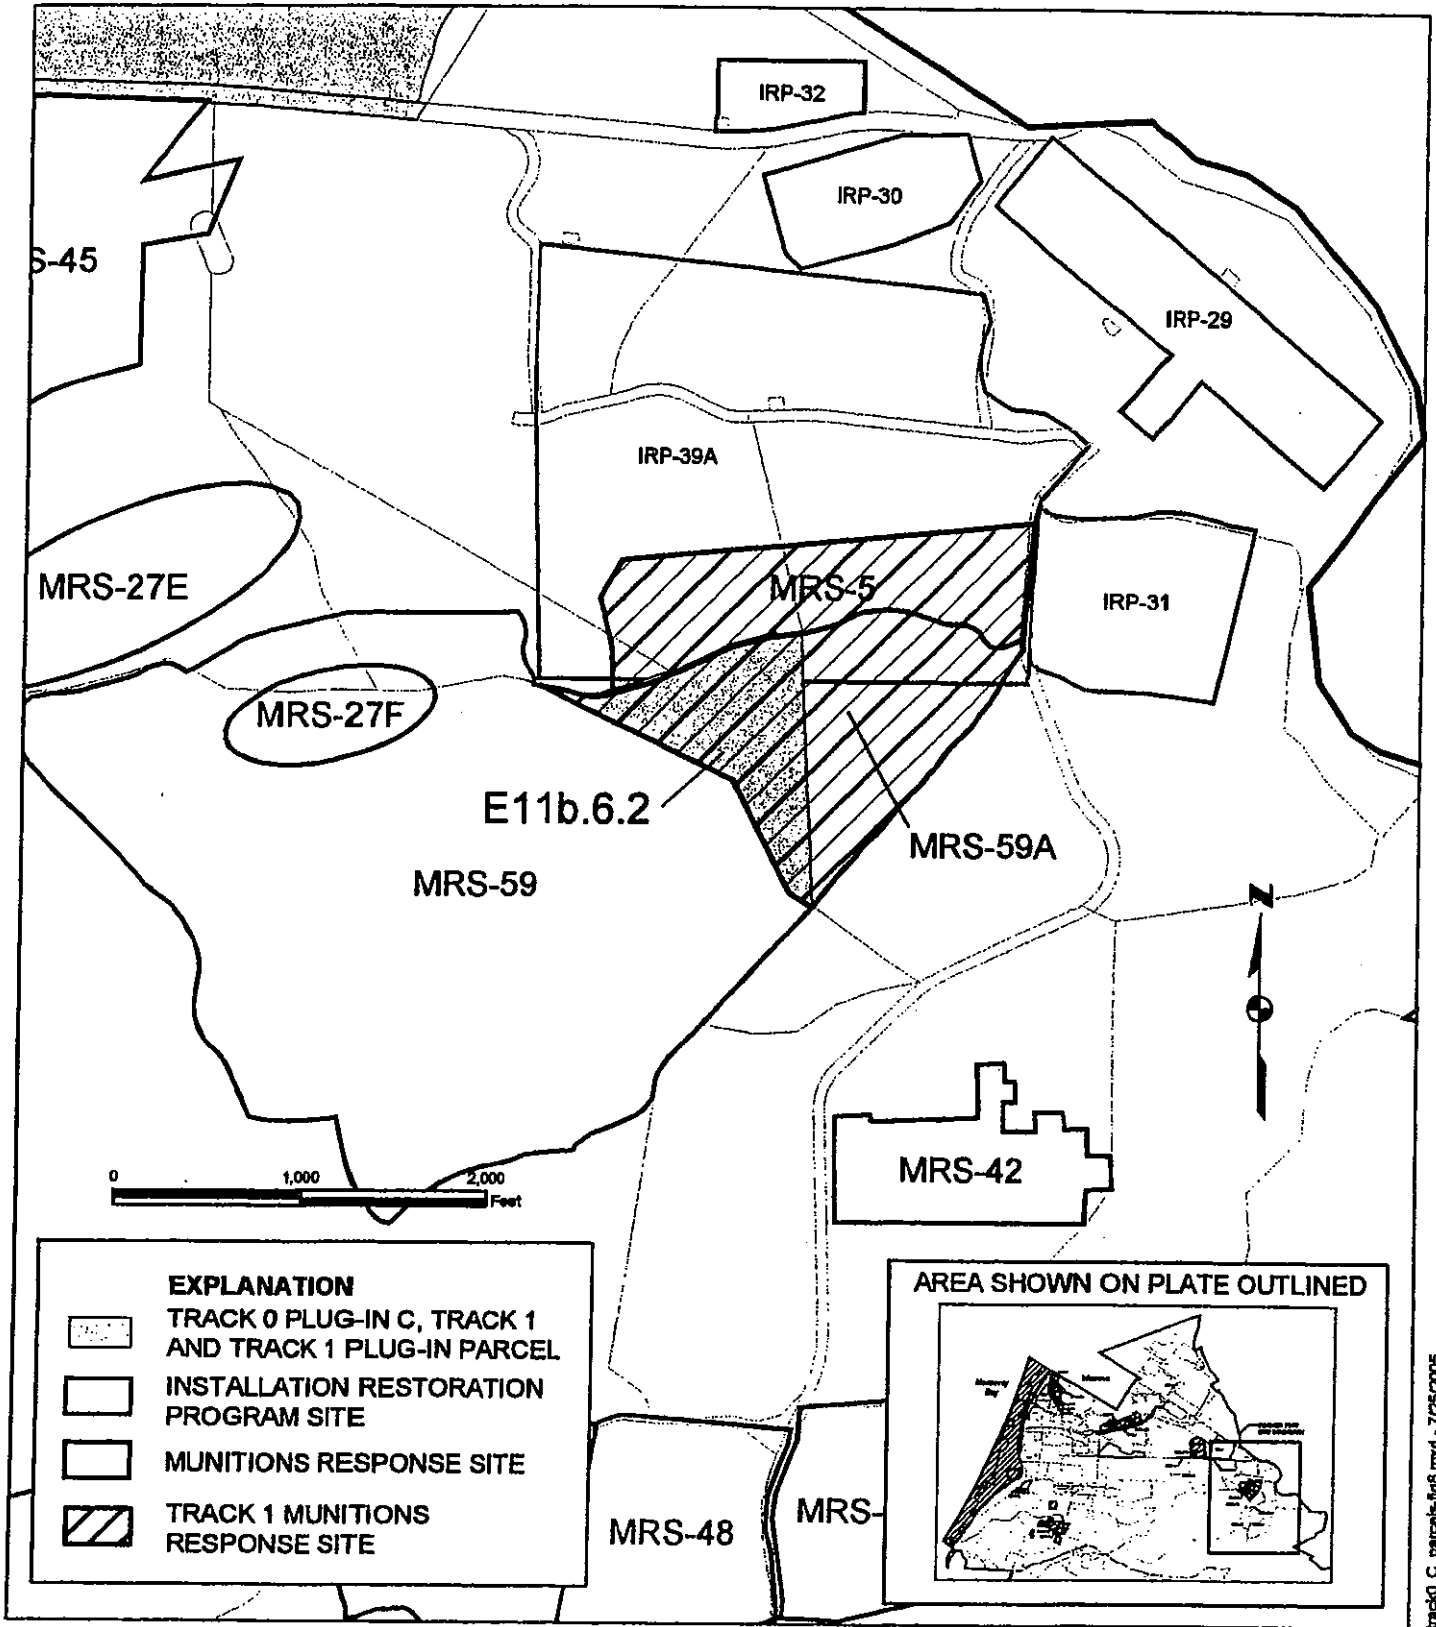 IRP-32
IRP-30
S-45
IRP-29
IRP-39A
MRS-27E
MRS-5
IRP-31
MRS-27F
E11b.6.2
MRS-59A
MRS-59
N
MRS-42
0 1,000 2,000
Feet
EXPLANATION
TRACK 0 PLUG-IN C, TRACK 1
AND TRACK 1 PLUG-IN PARCEL
INSTALLATION RESTORATION
PROGRAM SITE
MUNITIONS RESPONSE SITE
TRACK 1 MUNITIONS
RESPONSE SITE
MRS-48
MRS-
AREA SHOWN ON PLATE OUTLINED
Monterey
Bay
Marina